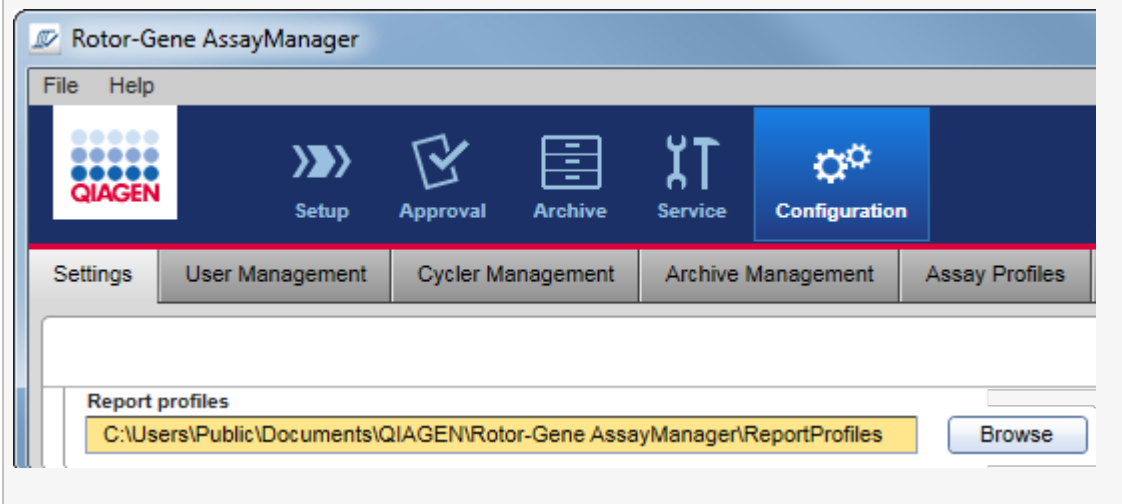 Rotor-Gene AssayManager
File Help
QIAGEN
Setup Approval Archive Service Configuration
Settings User Management Cycler Management Archive Management Assay Profiles
Report profiles
C:\Users\Public\Documents\QIAGEN\Rotor-Gene AssayManager\ReportProfiles Browse